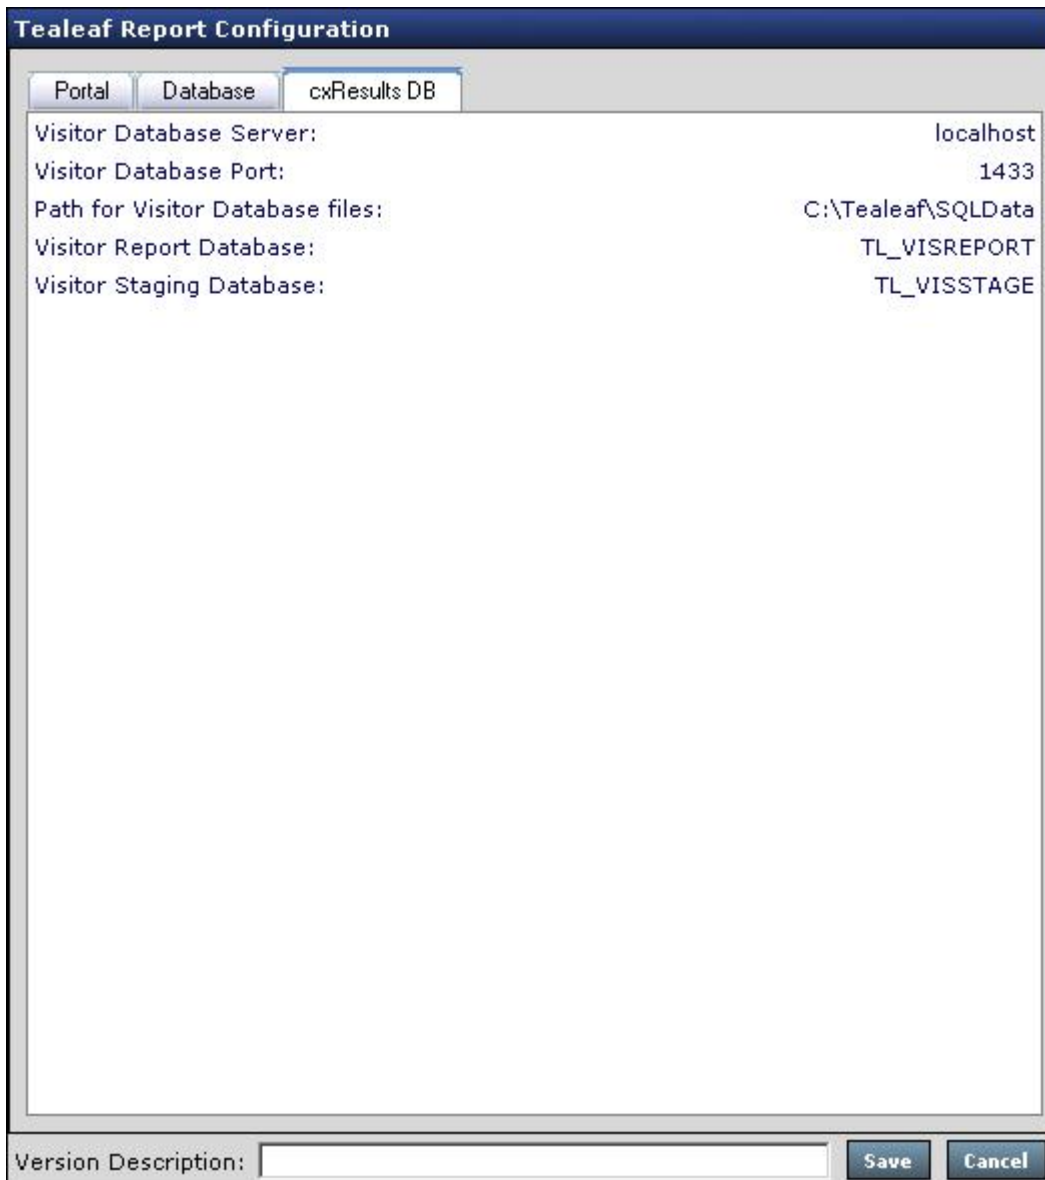 Tealeaf Report Configuration
Portal Database cxResults DB
Visitor Database Server: localhost
Visitor Database Port: 1433
Path for Visitor Database files: C:\Tealeaf\SQLData
Visitor Report Database: TL_VISREPORT
Visitor Staging Database: TL_VISSTAGE
Version Description: Save Cancel